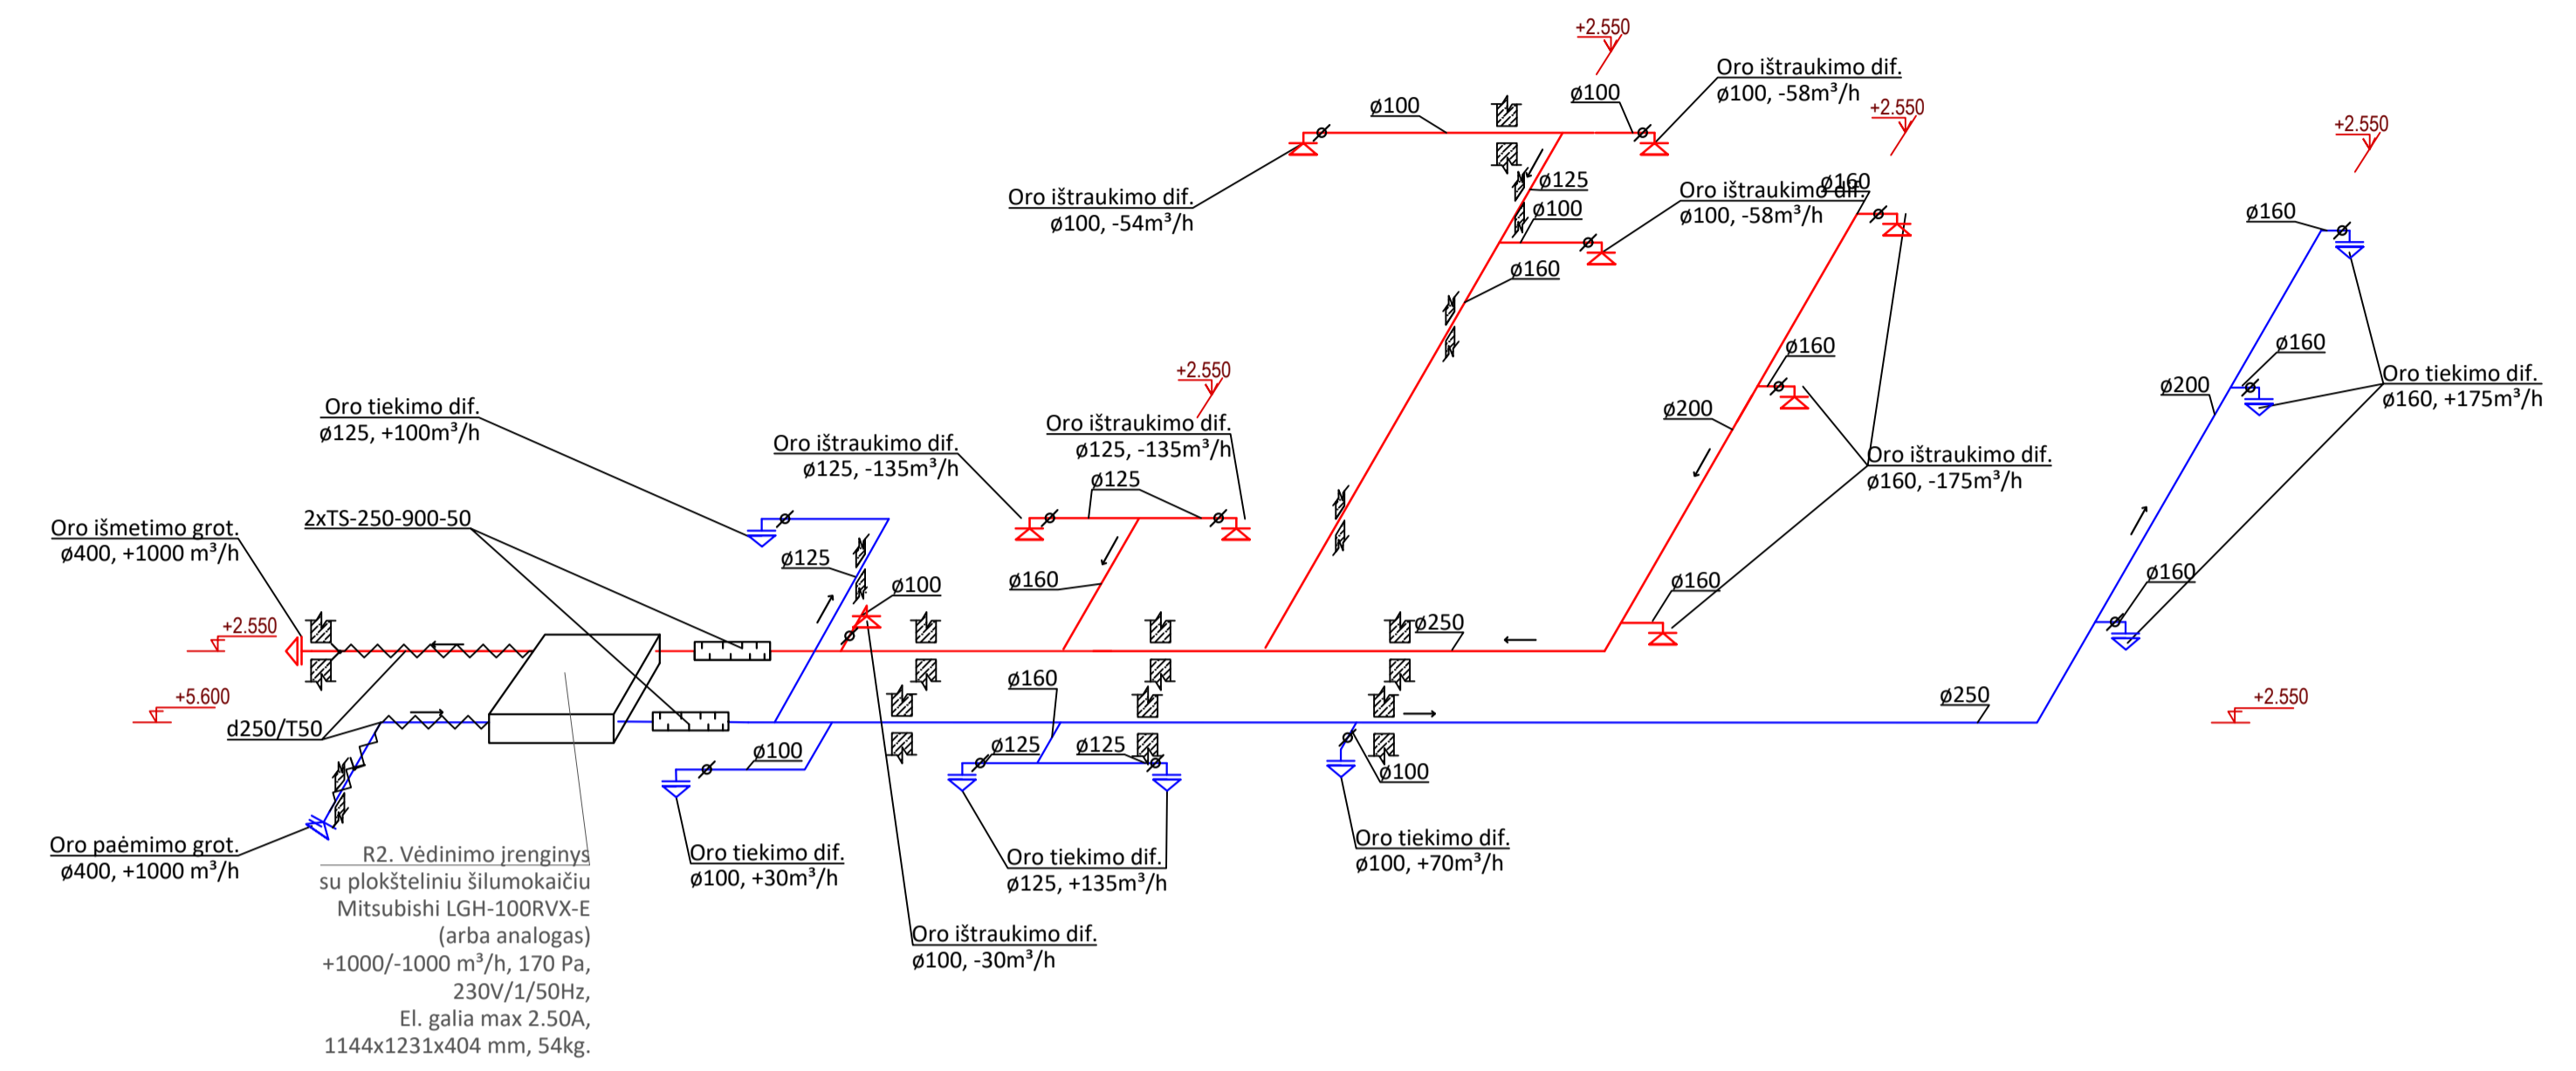 +2.550
Oro ištraukimo dif.
ø100, -58m³/h
ø100
ø100
+2.550
+2.550
Oro ištraukimo dif.
ø100, -54m³/h
ø125
ø100
Oro ištraukimo dif.
ø100, -58m³/h
ø160
ø160
ø160
ø160
ø160
ø200
Oro tiekimo dif.
ø160, +175m³/h
ø200
+2.550
Oro tiekimo dif.
ø125, +100m³/h
Oro ištraukimo dif.
ø125, -135m³/h
Oro ištraukimo dif.
ø125, -135m³/h
ø125
Oro ištraukimo dif.
ø160, -175m³/h
2xTS-250-900-50
Oro išmetimo grot.
ø400, +1000 m³/h
ø125
ø100
ø160
ø160
ø160
+2.550
ø250
+5.600
ø160
ø250
+2.550
d250/T50
ø100
ø125
ø125
ø100
Oro paėmimo grot.
ø400, +1000 m³/h
Oro tiekimo dif.
ø100, +30m³/h
Oro tiekimo dif.
ø125, +135m³/h
Oro tiekimo dif.
ø100, +70m³/h
Oro ištraukimo dif.
ø100, -30m³/h
R2. Vėdinimo įrenginys
su plokšteliniu šilumokaičiu
Mitsubishi LGH-100RVX-E
(arba analogas)
+1000/-1000 m³/h, 170 Pa,
230V/1/50Hz,
El. galia max 2.50A,
1144x1231x404 mm, 54kg.